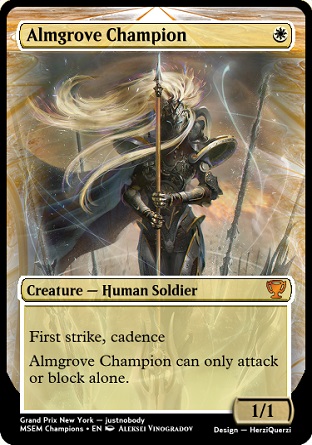 Almgrove Champion
Creature — Human Soldier
First strike, cadence
Almgrove Champion can only attack
or block alone.
1/1
Grand Prix New York — justnobody
MSEM Champions • EN Aleksei Vinogradov
Design — HerziQuerzi